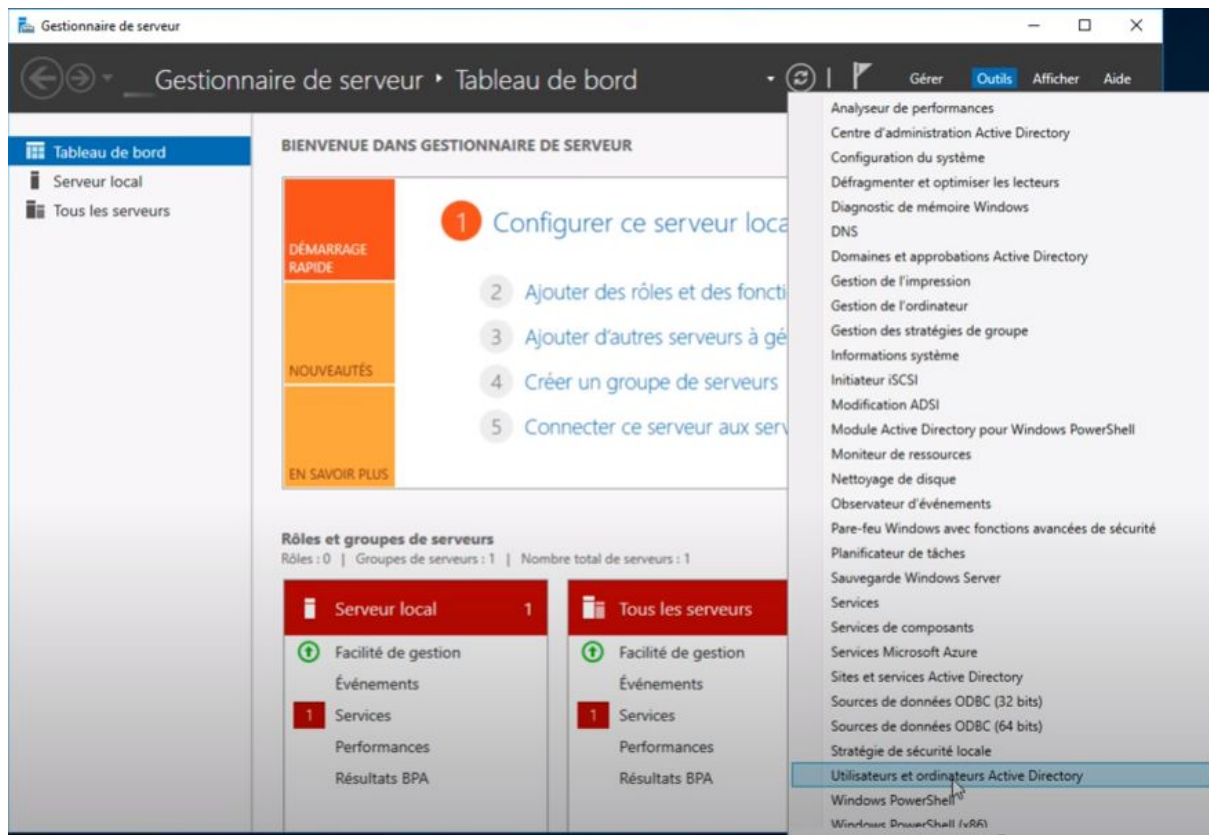 Gestionnaire de serveur
Gestionnaire de serveur • Tableau de bord
Gérer
Outils
Afficher
Aide
Tableau de bord
Serveur local
Tous les serveurs
BIENVENUE DANS GESTIONNAIRE DE SERVEUR
DÉMARRAGE
RAPIDE
NOUVEAUTÉS
EN SAVOIR PLUS
1 Configurer ce serveur loca
2 Ajouter des rôles et des foncti
3 Ajouter d'autres serveurs à gé
4 Créer un groupe de serveurs
5 Connecter ce serveur aux serv
Rôles et groupes de serveurs
Rôles : 0 | Groupes de serveurs : 1 | Nombre total de serveurs : 1
Serveur local 1
Facilité de gestion
Événements
1 Services
Performances
Résultats BPA
Tous les serveurs
Facilité de gestion
Événements
1 Services
Performances
Résultats BPA
Analyseur de performances
Centre d'administration Active Directory
Configuration du système
Défragmenter et optimiser les lecteurs
Diagnostic de mémoire Windows
DNS
Domaines et approbations Active Directory
Gestion de l'impression
Gestion de l'ordinateur
Gestion des stratégies de groupe
Informations système
Initiateur iSCSI
Modification ADSI
Module Active Directory pour Windows PowerShell
Moniteur de ressources
Nettoyage de disque
Observateur d'événements
Pare-feu Windows avec fonctions avancées de sécurité
Planificateur de tâches
Sauvegarde Windows Server
Services
Services de composants
Services Microsoft Azure
Sites et services Active Directory
Sources de données ODBC (32 bits)
Sources de données ODBC (64 bits)
Stratégie de sécurité locale
Utilisateurs et ordinateurs Active Directory
Windows PowerShell
Windows PowerShell (x86)